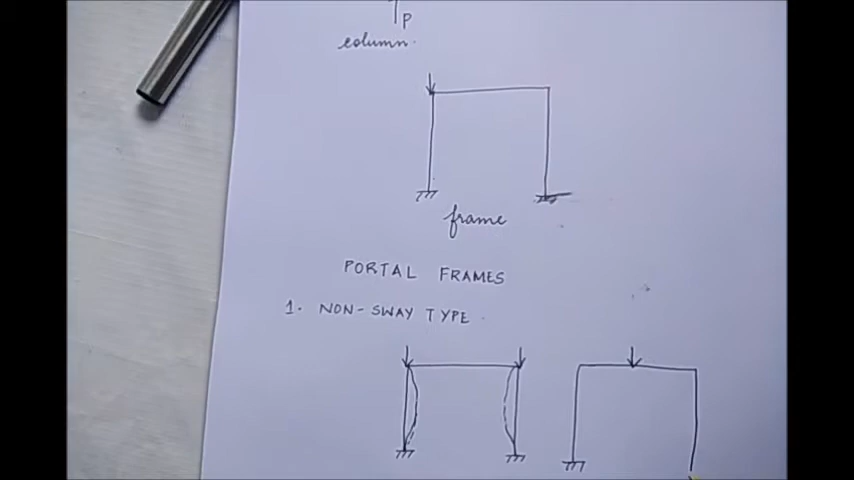 P
column.
frame
PORTAL FRAMES
1. NON-SWAY TYPE